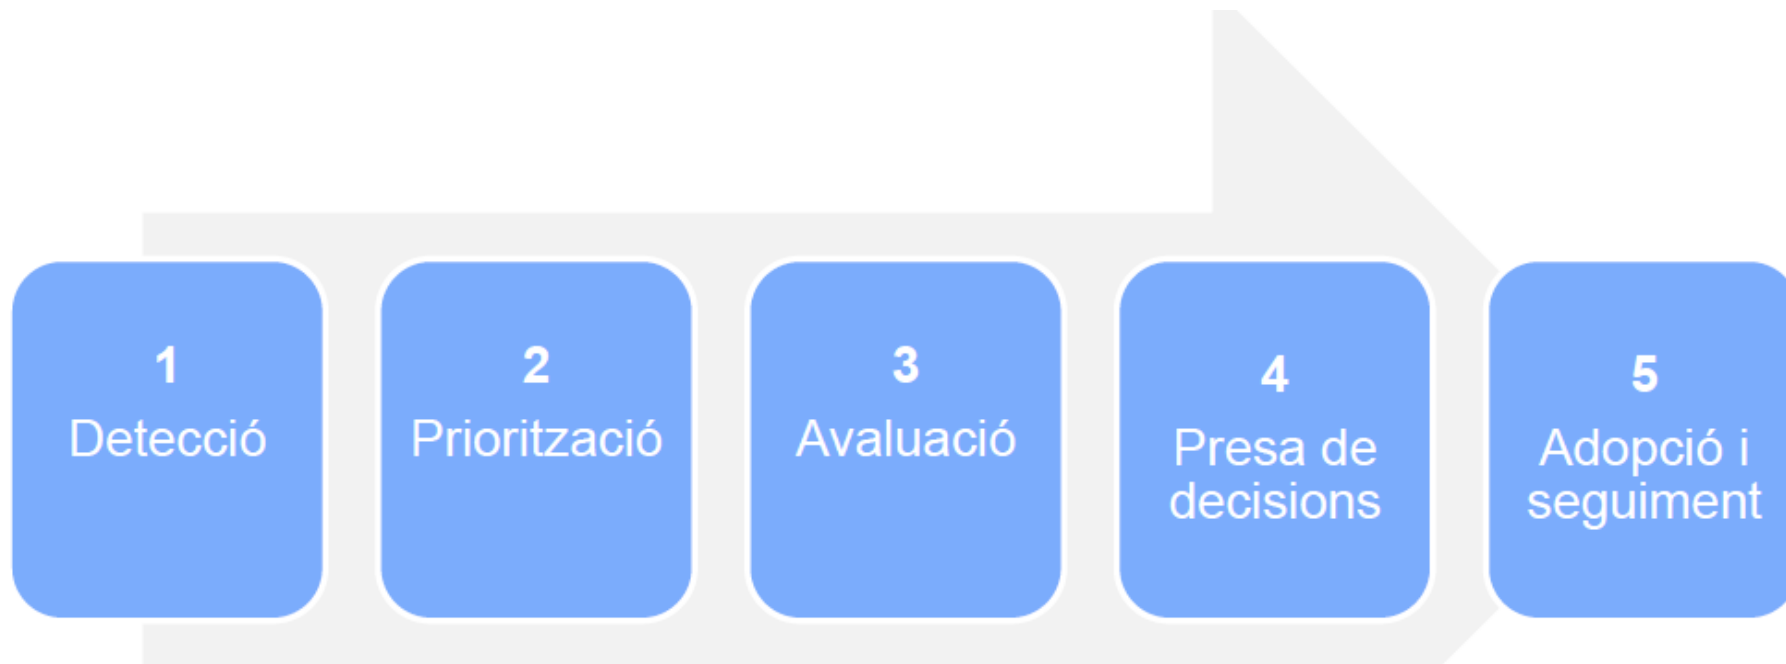 1
Detecció
2
Priorització
3
Avaluació
4
Presa de
decisions
5
Adopció i
seguiment